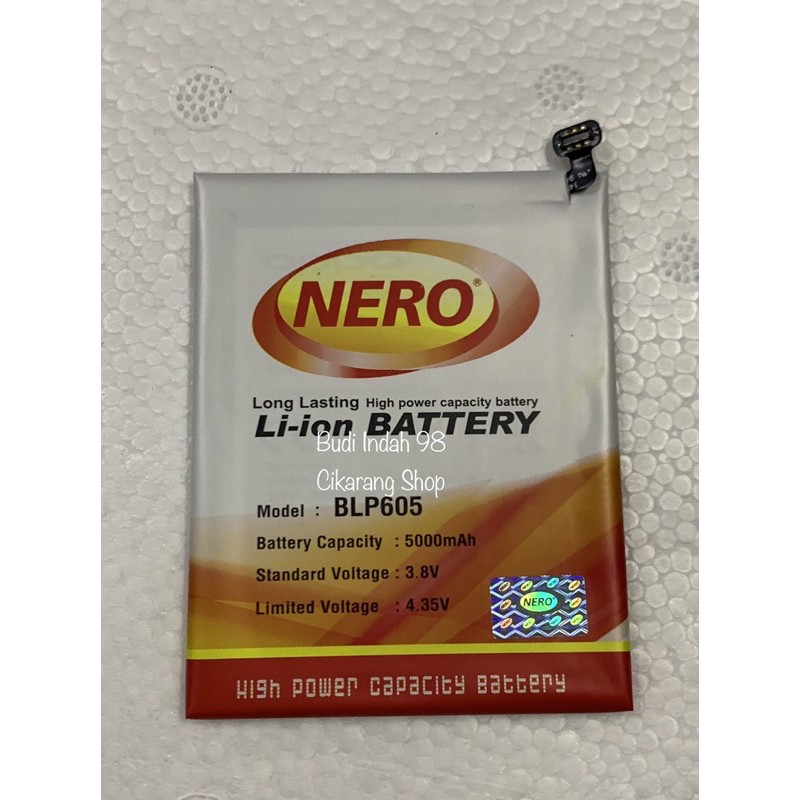 NERO®
Long Lasting High power capacity battery
Li-ion BATTERY
Budi Indah 98
Cikarang Shop
Model : BLP605
Battery Capacity : 5000mAh
Standard Voltage : 3.8V
Limited Voltage : 4.35V
NERO
High Power Capacity Battery